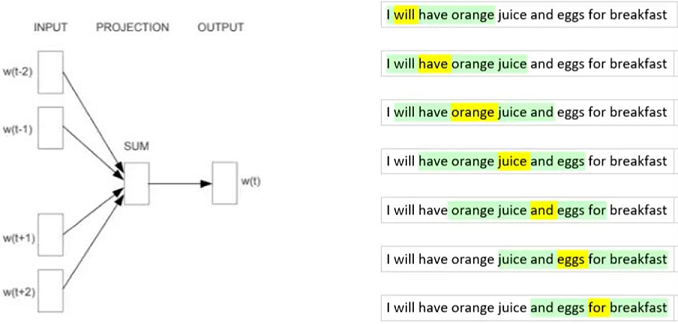 INPUT PROJECTION OUTPUT
w(t-2)
w(t-1)
SUM
w(t)
w(t+1)
w(t+2)
I will have orange juice and eggs for breakfast
I will have orange juice and eggs for breakfast
I will have orange juice and eggs for breakfast
I will have orange juice and eggs for breakfast
I will have orange juice and eggs for breakfast
I will have orange juice and eggs for breakfast
I will have orange juice and eggs for breakfast